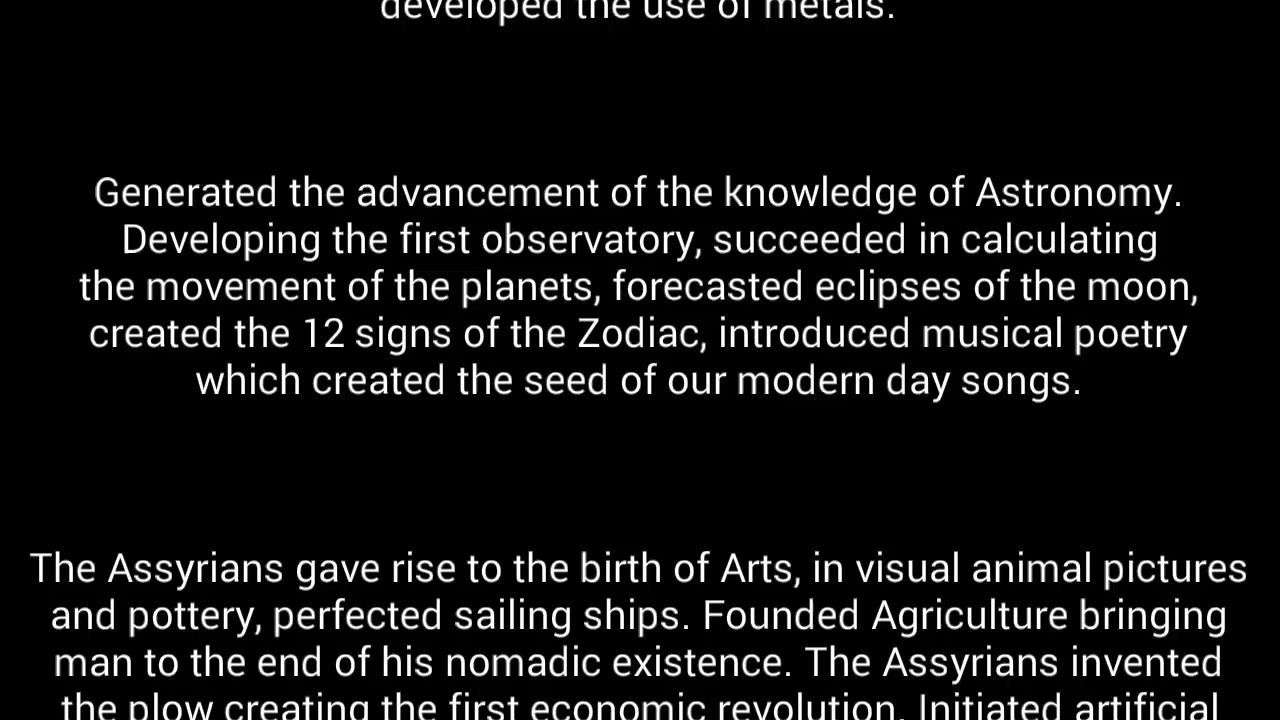 developed the use of metals.
Generated the advancement of the knowledge of Astronomy.
Developing the first observatory, succeeded in calculating
the movement of the planets, forecasted eclipses of the moon,
created the 12 signs of the Zodiac, introduced musical poetry
which created the seed of our modern day songs.
The Assyrians gave rise to the birth of Arts, in visual animal pictures
and pottery, perfected sailing ships. Founded Agriculture bringing
man to the end of his nomadic existence. The Assyrians invented
the plow creating the first economic revolution. Initiated artificial